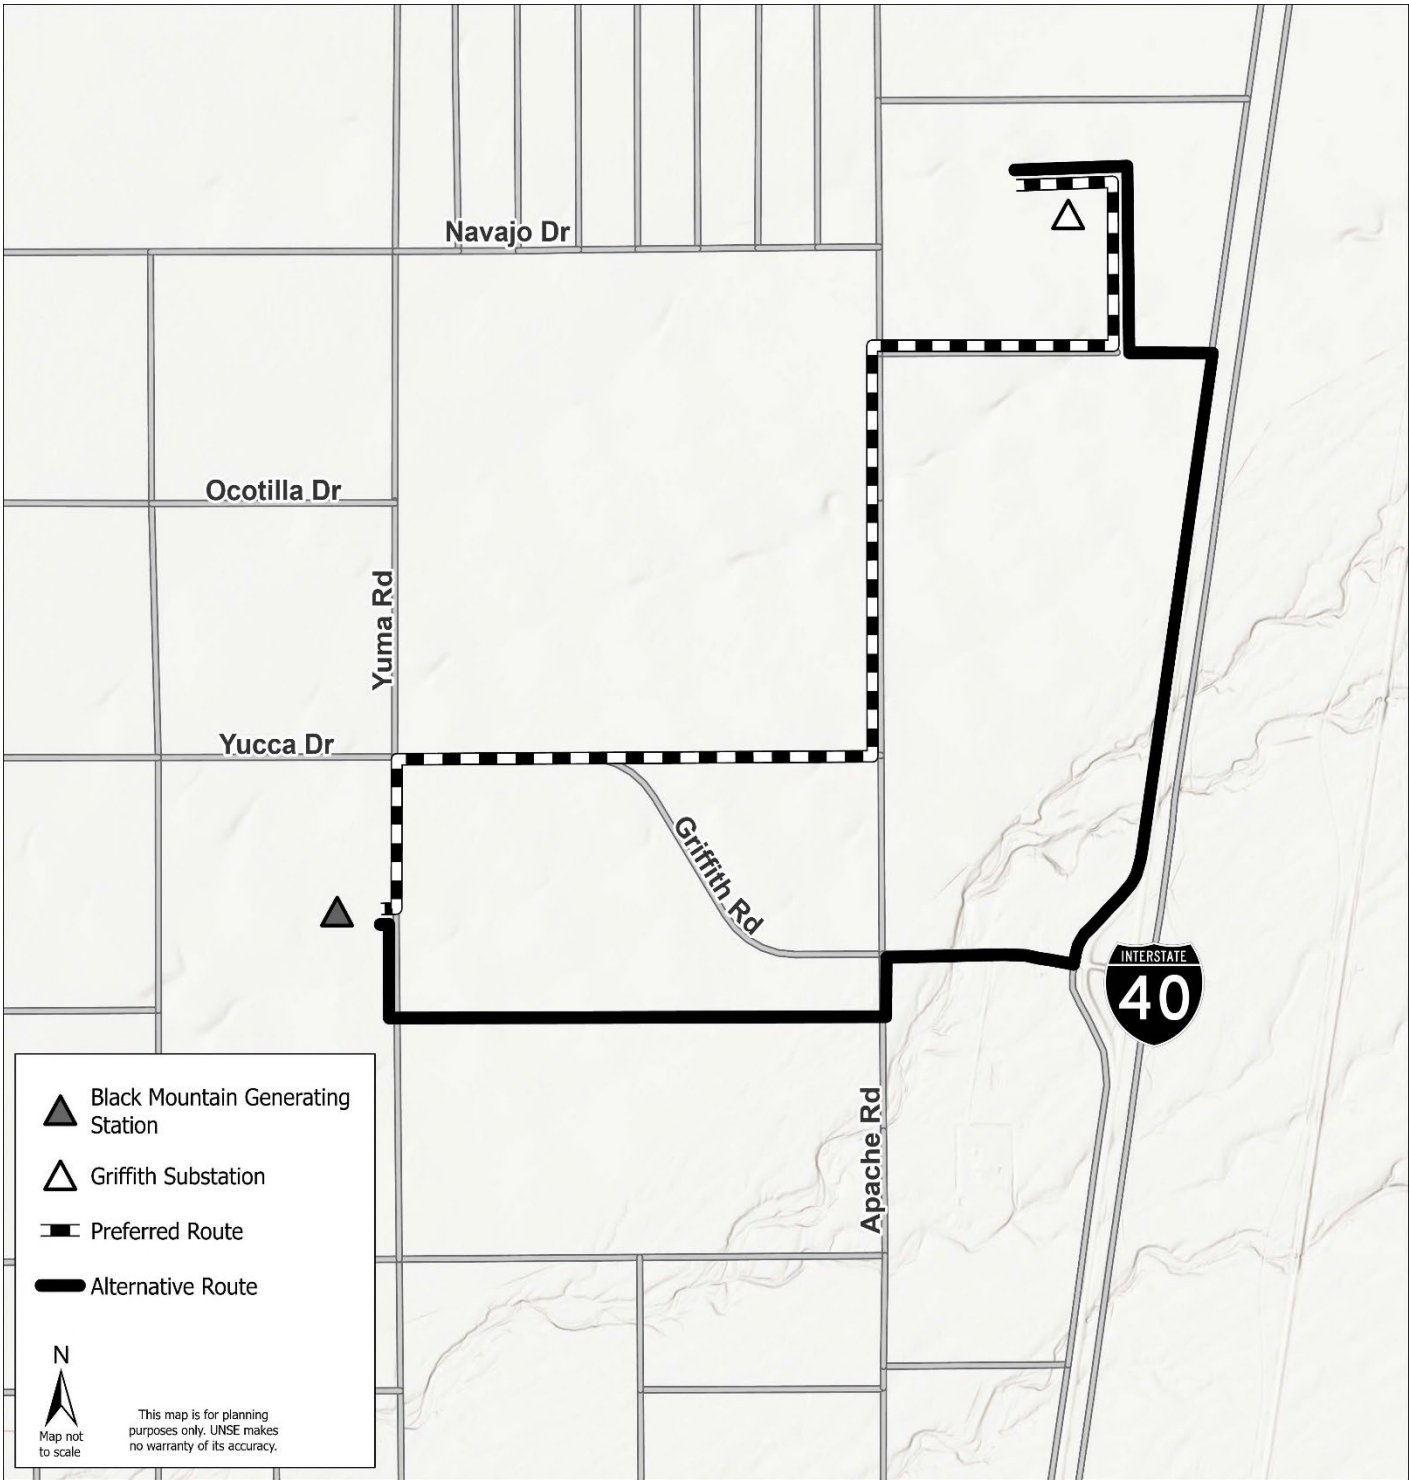 Navajo Dr
Ocotilla Dr
Yuma Rd
Yucca Dr
Griffith Rd
INTERSTATE
40
Apache Rd
Black Mountain Generating
Station
Griffith Substation
Preferred Route
Alternative Route
N
Map not
to scale
This map is for planning
purposes only. UNSE makes
no warranty of its accuracy.